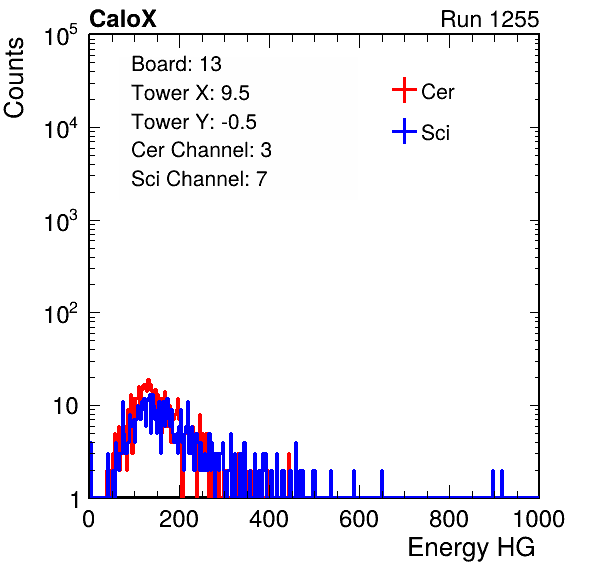 CaloX Run 1255
Counts
10^5
10^4
10^3
10^2
10
1
Board: 13
Tower X: 9.5
Tower Y: -0.5
Cer Channel: 3
Sci Channel: 7
Cer
Sci
0 200 400 600 800 1000
Energy HG